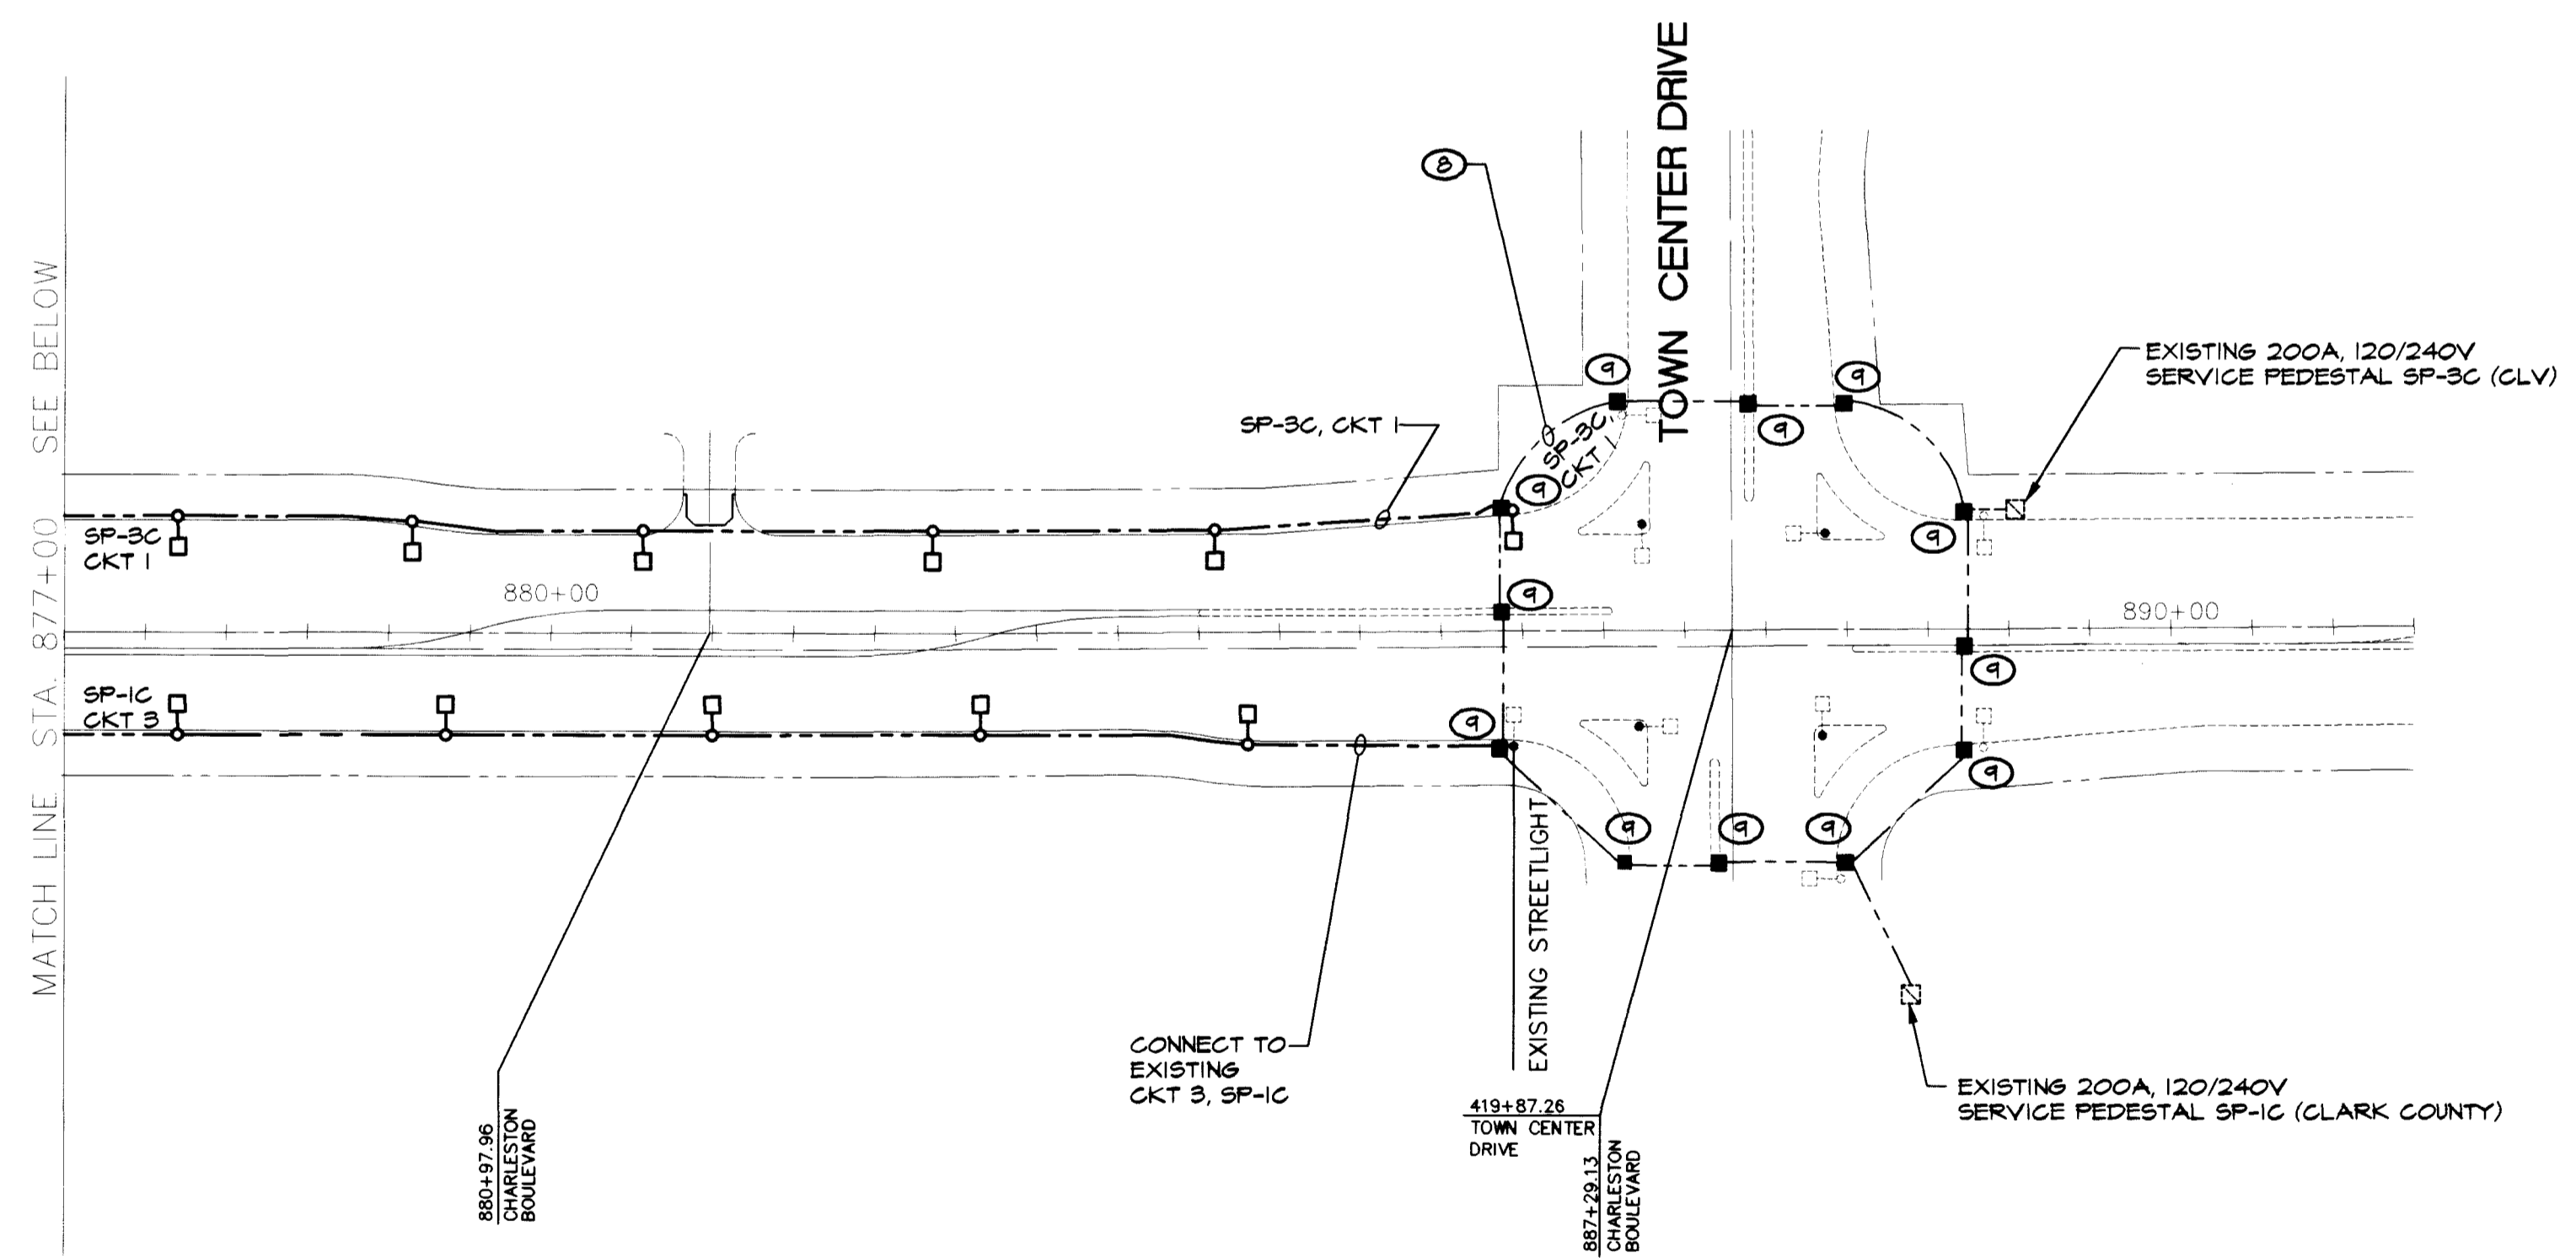 TOWN CENTER DRIVE
8
MATCH LINE STA. 877+00 SEE BELOW
9
9
EXISTING 200A, 120/240V
SERVICE PEDESTAL SP-3C (CLV)
SP-3C, CKT 1
SP-3C,
CKT 1
9
9
9
SP-3C
CKT 1
880+00
9
890+00
9
SP-1C
CKT 3
9
9
9
9
9
EXISTING STREETLIGHT
CONNECT TO
EXISTING
CKT 3, SP-1C
EXISTING 200A, 120/240V
SERVICE PEDESTAL SP-1C (CLARK COUNTY)
419+87.26
TOWN CENTER
DRIVE
880+97.96
CHARLESTON
BOULEVARD
887+29.13
CHARLESTON
BOULEVARD